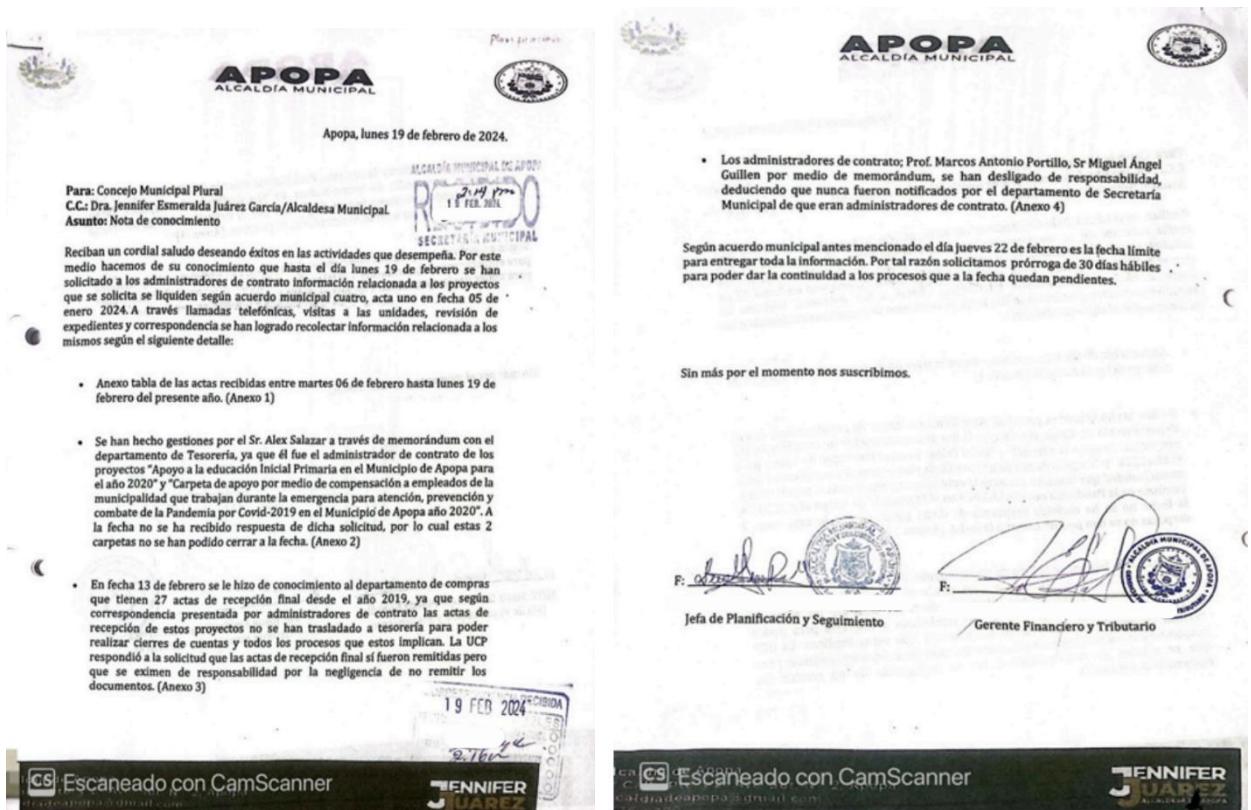 APOPA
ALCALDÍA MUNICIPAL
Apopa, lunes 19 de febrero de 2024.
ALCALDÍA MUNICIPAL DE APOPA
2:14 pm
FEB. 2024
SECRETARÍA MUNICIPAL
Para: Concejo Municipal Plural
C.C.: Dra. Jennifer Esmeralda Juárez García/Alcaldesa Municipal.
Asunto: Nota de conocimiento
Reciban un cordial saludo deseando éxitos en las actividades que desempeña. Por este
medio hacemos de su conocimiento que hasta el día lunes 19 de febrero se han
solicitado a los administradores de contrato información relacionada a los proyectos
que se solicita se liquiden según acuerdo municipal cuatro, acta uno en fecha 05 de
enero 2024. A través llamadas telefónicas, visitas a las unidades, revisión de
expedientes y correspondencia se han logrado recolectar información relacionada a los
mismos según el siguiente detalle:
• Anexo tabla de las actas recibidas entre martes 06 de febrero hasta lunes 19 de
febrero del presente año. (Anexo 1)
• Se han hecho gestiones por el Sr. Alex Salazar a través de memorándum con el
departamento de Tesorería, ya que él fue el administrador de contrato de los
proyectos "Apoyo a la educación Inicial Primaria en el Municipio de Apopa para
el año 2020" y "Carpeta de apoyo por medio de compensación a empleados de la
municipalidad que trabajan durante la emergencia para atención, prevención y
combate de la Pandemia por Covid-2019 en el Municipio de Apopa año 2020". A
la fecha no se ha recibido respuesta de dicha solicitud, por lo cual estas 2
carpetas no se han podido cerrar a la fecha. (Anexo 2)
• En fecha 13 de febrero se le hizo de conocimiento al departamento de compras
que tienen 27 actas de recepción final desde el año 2019, ya que según
correspondencia presentada por administradores de contrato las actas de
recepción de estos proyectos no se han trasladado a tesorería para poder
realizar cierres de cuentas y todos los procesos que estos implican. La UCP
respondió a la solicitud que las actas de recepción final sí fueron remitidas pero
que se eximen de responsabilidad por la negligencia de no remitir los
documentos. (Anexo 3)
19 FEB 2024
CS Escaneado con CamScanner
JENNIFER
JUÁREZ
APOPA
ALCALDÍA MUNICIPAL
• Los administradores de contrato; Prof. Marcos Antonio Portillo, Sr Miguel Ángel
Guillen por medio de memorándum, se han desligado de responsabilidad,
deduciendo que nunca fueron notificados por el departamento de Secretaría
Municipal de que eran administradores de contrato. (Anexo 4)
Según acuerdo municipal antes mencionado el día jueves 22 de febrero es la fecha límite
para entregar toda la información. Por tal razón solicitamos prórroga de 30 días hábiles
para poder dar la continuidad a los procesos que a la fecha quedan pendientes.
Sin más por el momento nos suscribimos.
F:
Jefa de Planificación y Seguimiento
F:
Gerente Financiero y Tributario
CS Escaneado con CamScanner
JENNIFER
JUÁREZ